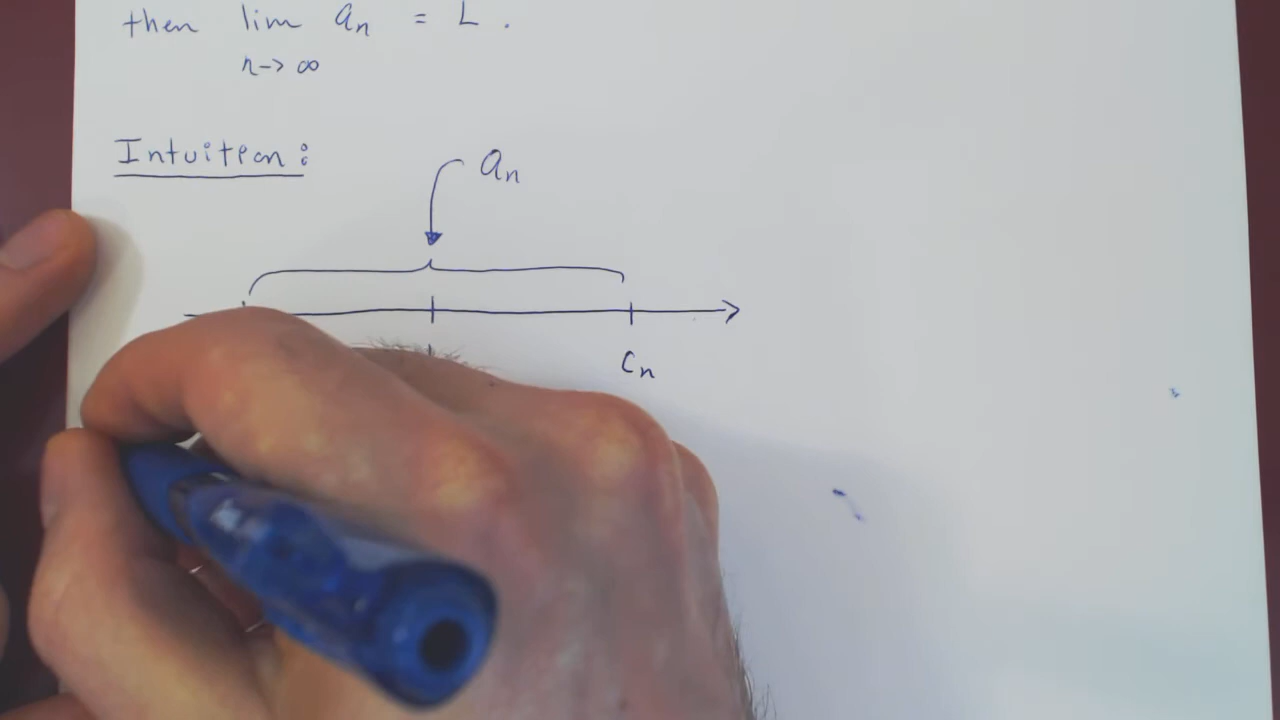 then lim aₙ = L .
n → ∞
Intuition :
aₙ
cₙ